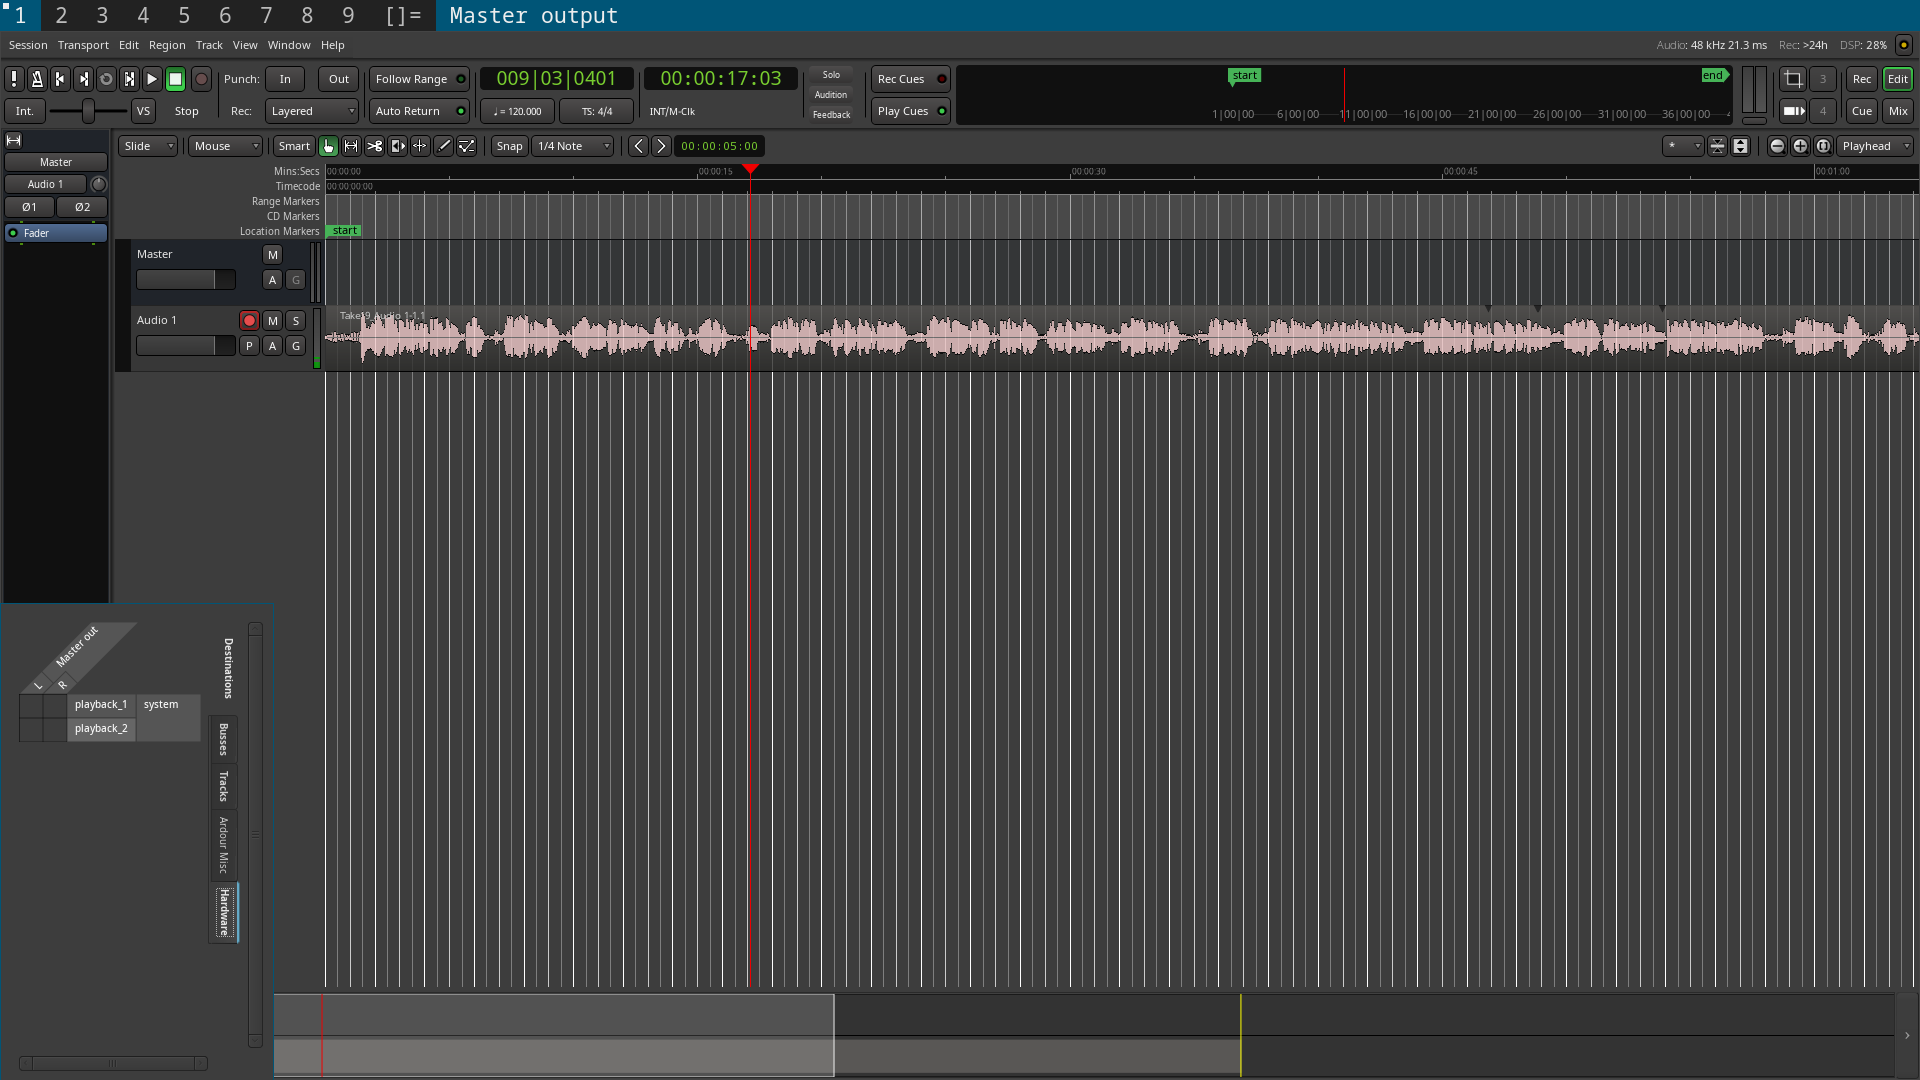 1 2 3 4 5 6 7 8 9 []= Master output
Session Transport Edit Region Track View Window Help
Audio: 48 kHz 21.3 ms Rec: >24h DSP: 28%
Punch: In Out Follow Range 009|03|0401 00:00:17:03
Solo
Audition
Feedback
Rec Cues
start end
3 Rec Edit
Int. VS Stop Rec: Layered Auto Return ♩ = 120.000 TS: 4/4 INT/M-Clk
Play Cues
1|00|00 6|00|00 11|00|00 16|00|00 21|00|00 26|00|00 31|00|00 36|00|00
4 Cue Mix
Master
Audio 1
Ø1 Ø2
Fader
Slide Mouse Smart Snap 1/4 Note 00:00:05:00 * Playhead
Mins:Secs 00:00:00 00:00:15 00:00:30 00:00:45 00:01:00
Timecode 00:00:00:00
Range Markers
CD Markers
Location Markers start
Master M
A G
Audio 1 M S
P A G
Take19_Audio 1-1.1
Master out
L R
playback_1 system
playback_2
Destinations
Busses
Tracks
Ardour Misc
Hardware